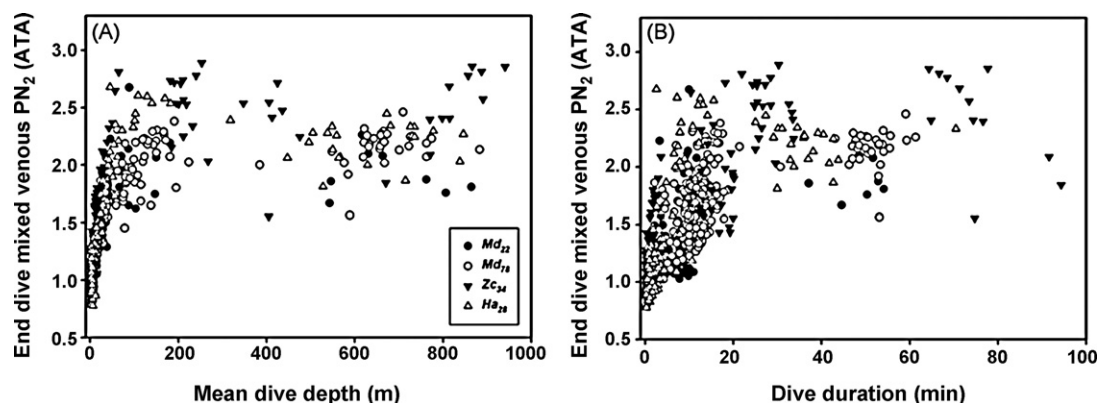 (A)
End dive mixed venous PN2 (ATA)
3.0
2.5
2.0
1.5
1.0
0.5
0 200 400 600 800 1000
Mean dive depth (m)
Md22
Md78
Zc34
Ha28
(B)
End dive mixed venous PN2 (ATA)
3.0
2.5
2.0
1.5
1.0
0.5
0 20 40 60 80 100
Dive duration (min)